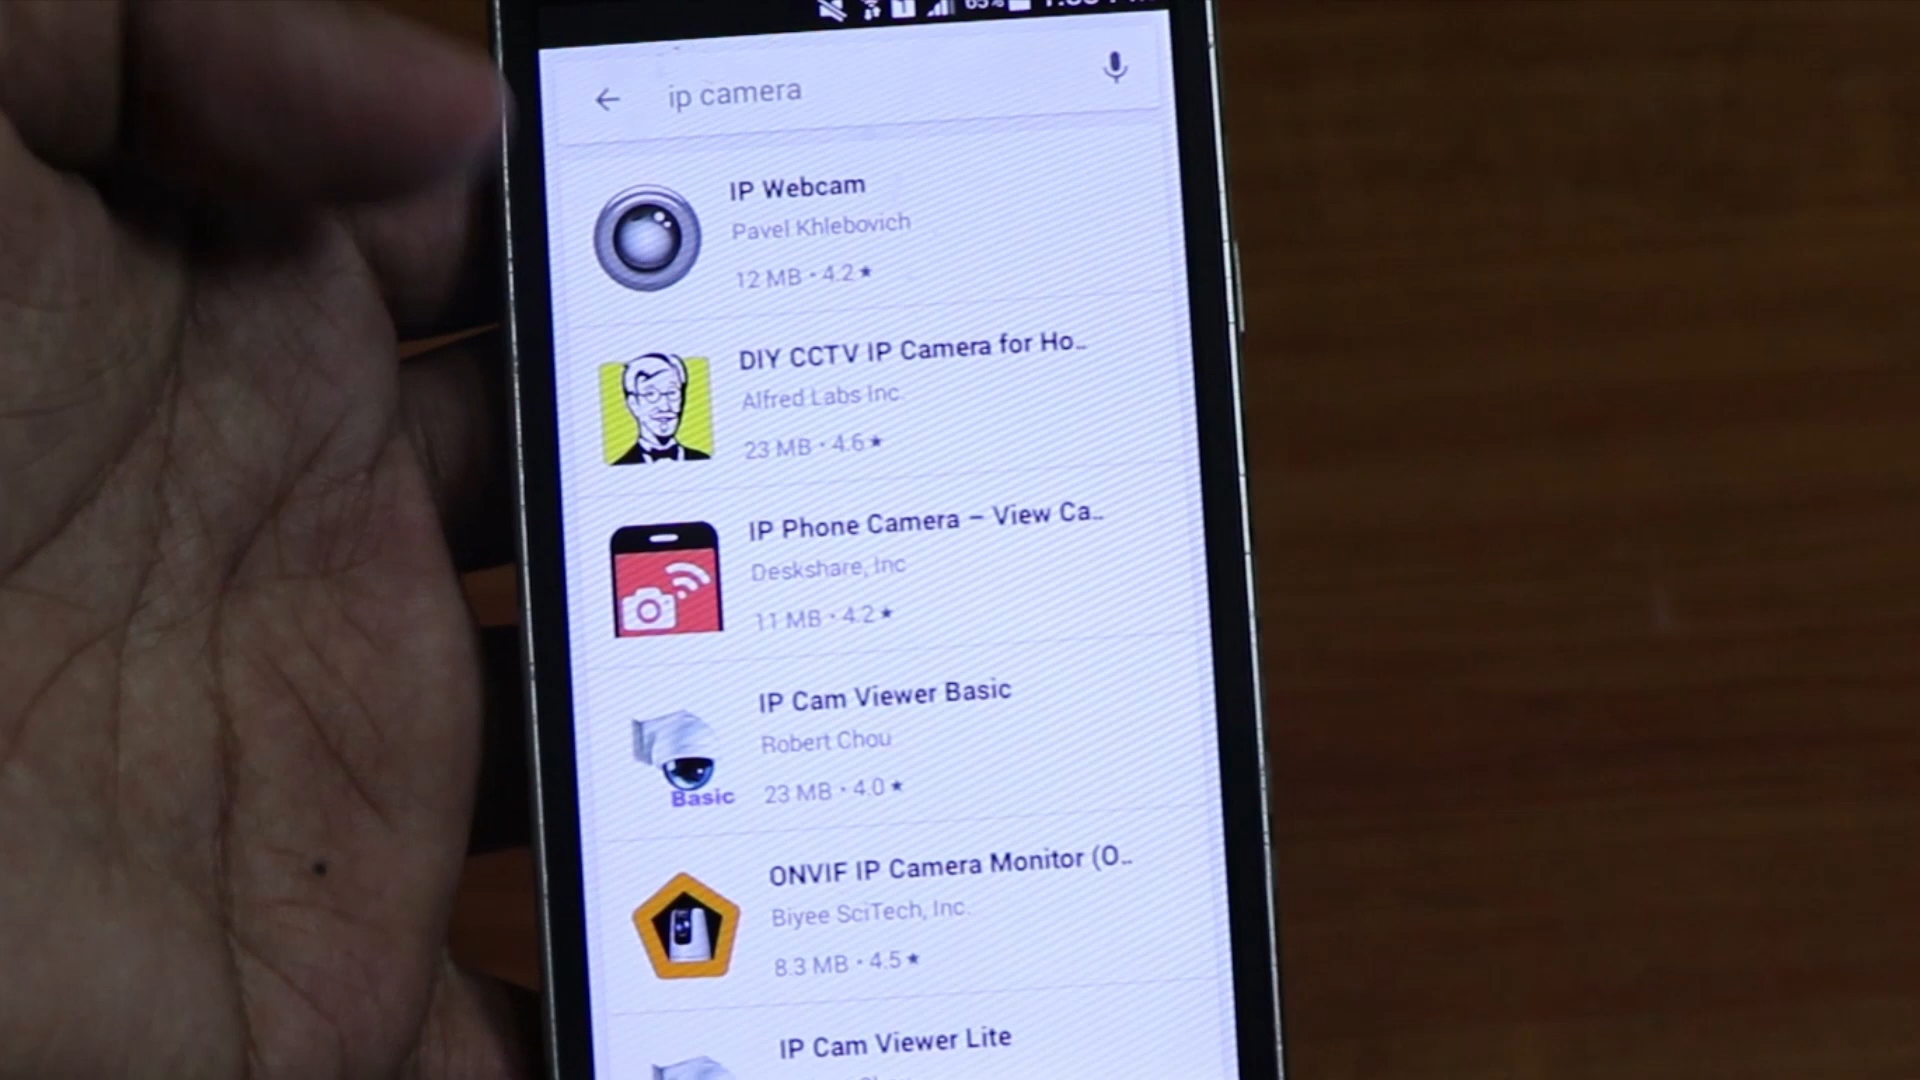 65%
ip camera
IP Webcam
Pavel Khlebovich
12 MB · 4.2 ★
DIY CCTV IP Camera for Ho..
Alfred Labs Inc.
23 MB · 4.6 ★
IP Phone Camera – View Ca..
Deskshare, Inc
11 MB · 4.2 ★
IP Cam Viewer Basic
Robert Chou
Basic
23 MB · 4.0 ★
ONVIF IP Camera Monitor (O..
Biyee SciTech, Inc.
8.3 MB · 4.5 ★
IP Cam Viewer Lite